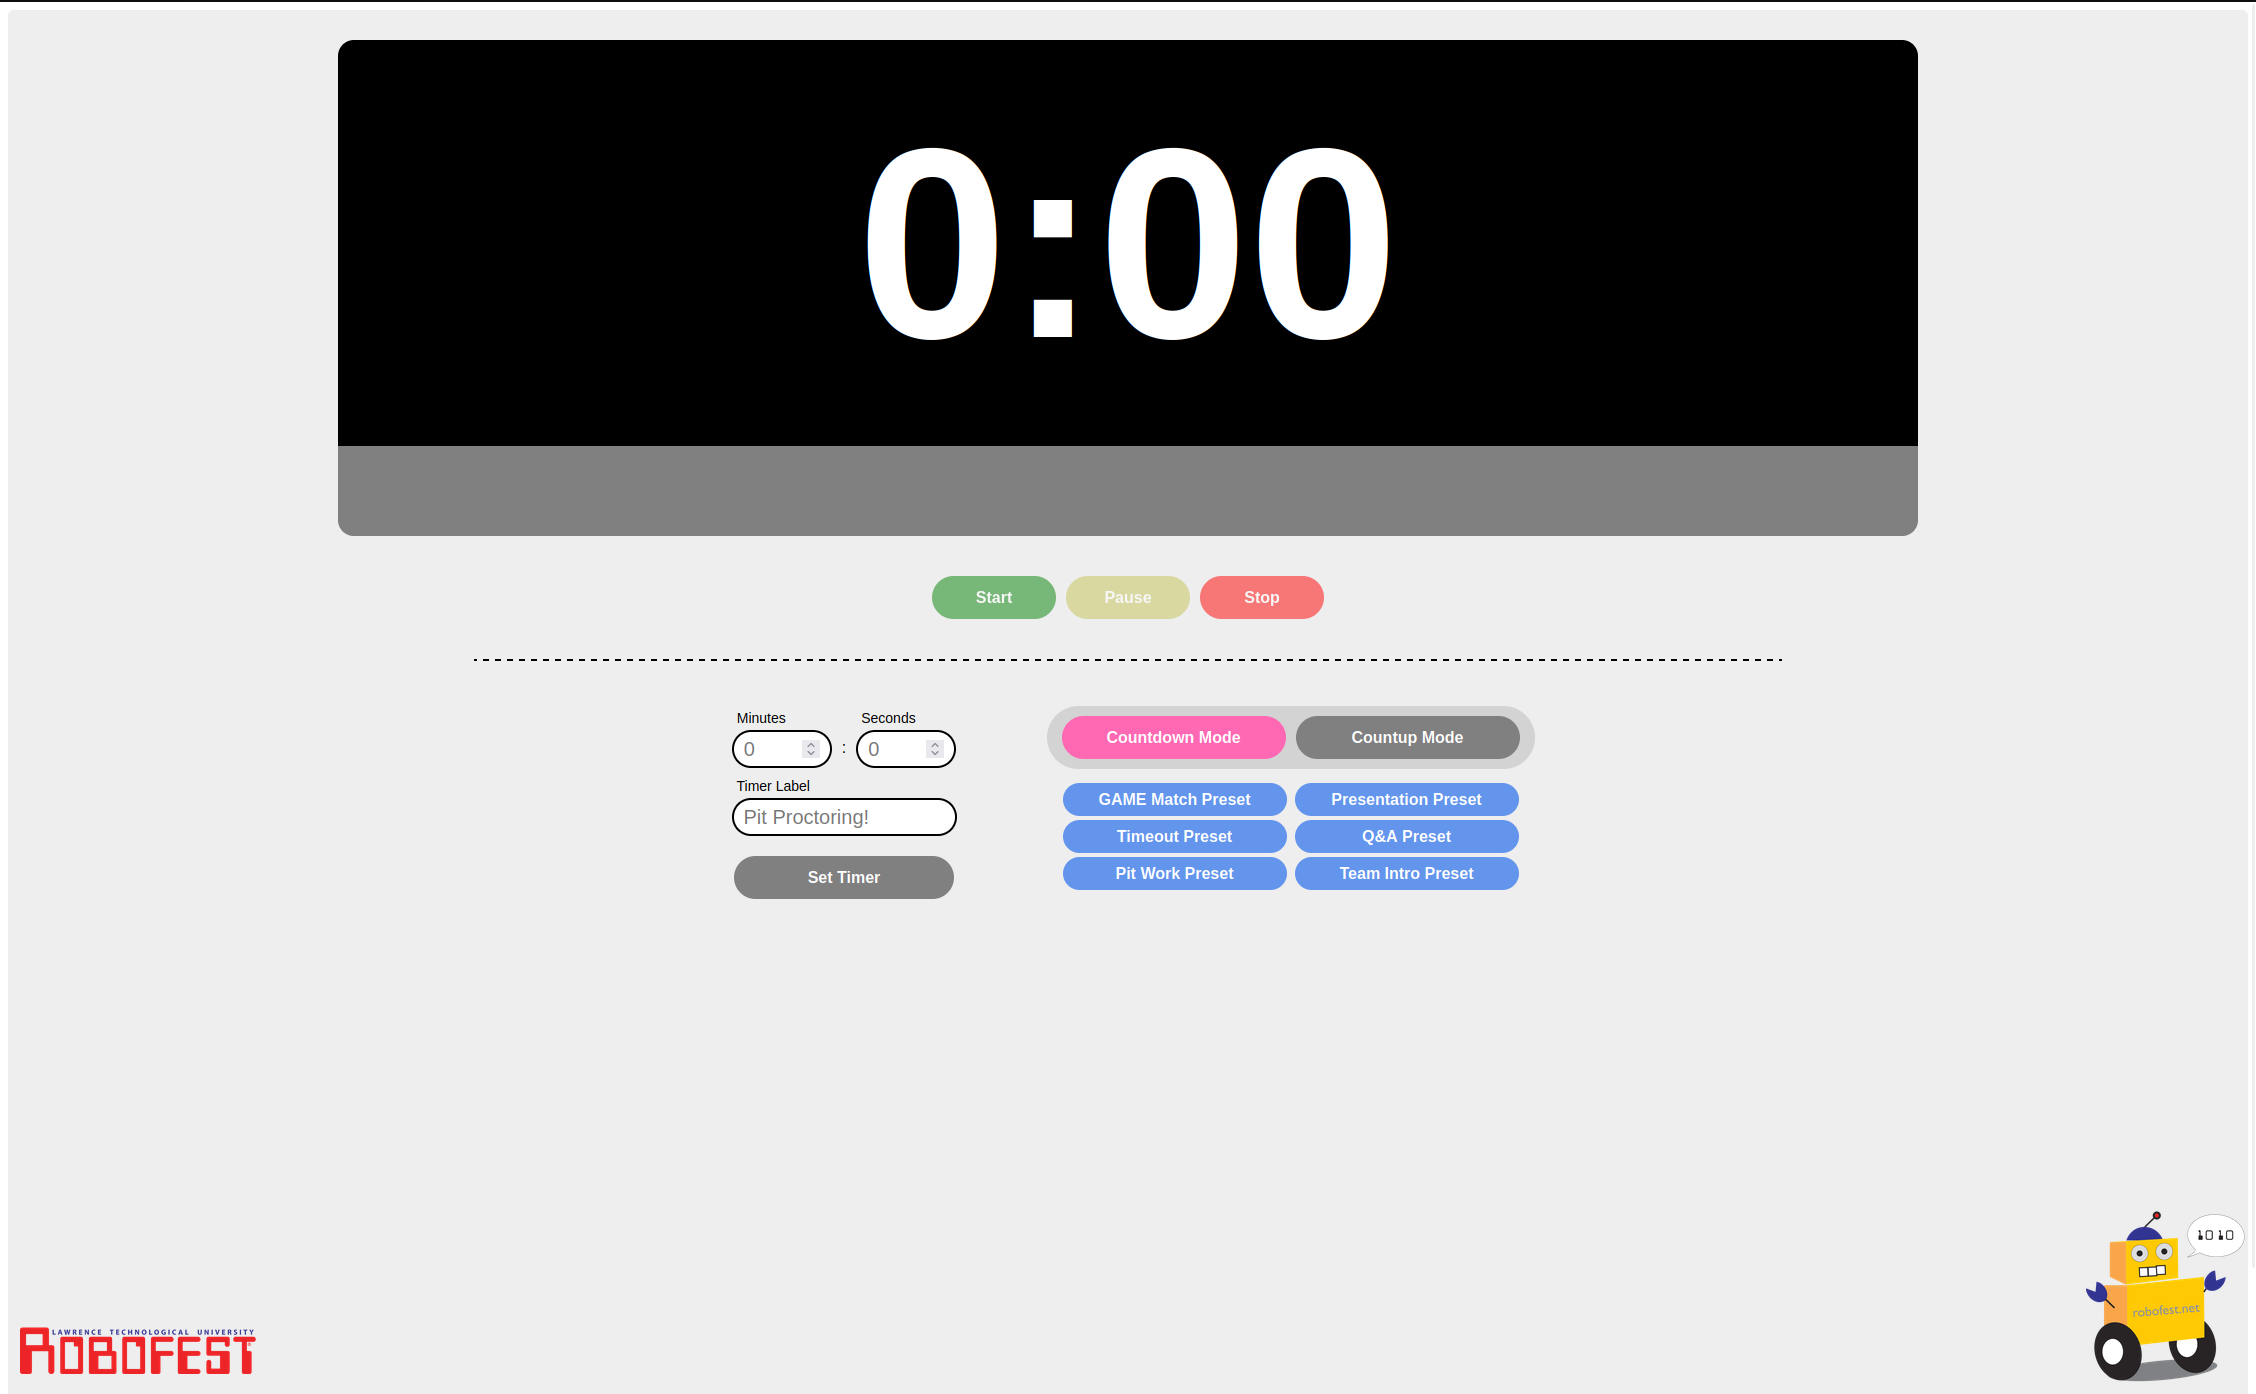 0:00
Start Pause Stop
Minutes Seconds
0 : 0
Timer Label
Pit Proctoring!
Set Timer
Countdown Mode Countup Mode
GAME Match Preset Presentation Preset
Timeout Preset Q&A Preset
Pit Work Preset Team Intro Preset
1010
robofest.net
LAWRENCE TECHNOLOGICAL UNIVERSITY
ROBOFEST